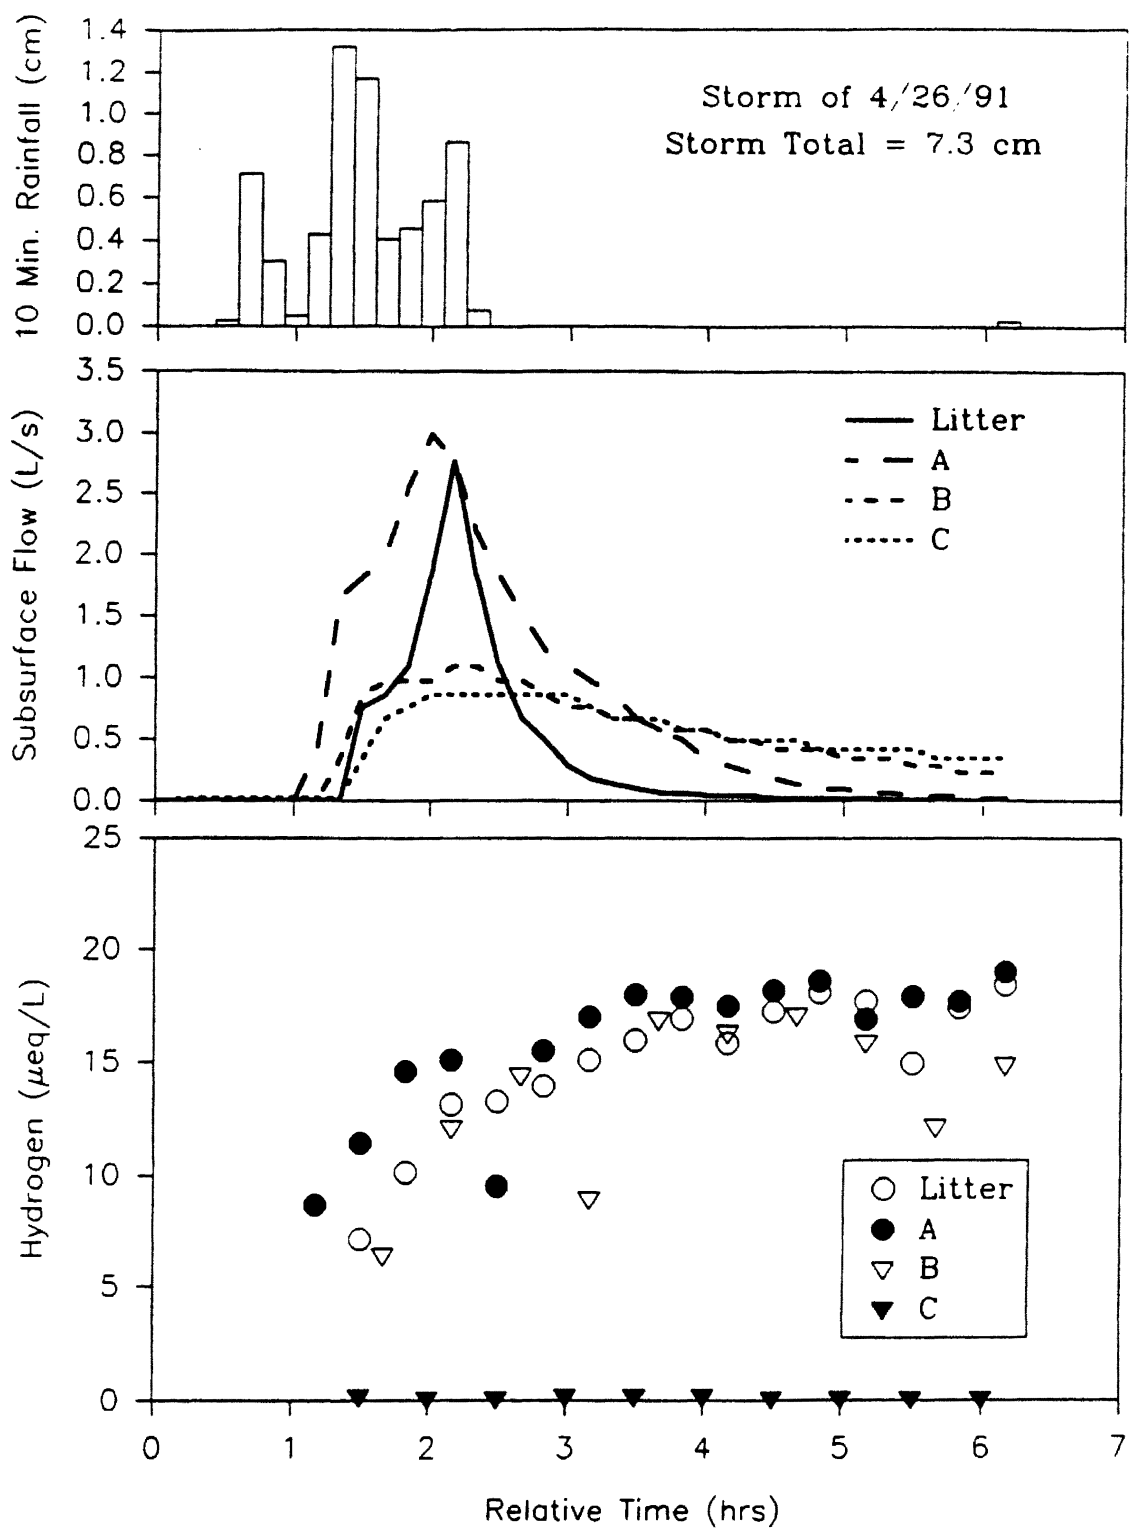 1.4
1.2
1.0
0.8
0.6
0.4
0.2
0.0
10 Min. Rainfall (cm)
Storm of 4/26/91
Storm Total = 7.3 cm
3.5
3.0
2.5
2.0
1.5
1.0
0.5
0.0
Subsurface Flow (L/s)
Litter
A
B
C
25
20
15
10
5
0
Hydrogen (μeq/L)
Litter
A
B
C
0 1 2 3 4 5 6 7
Relative Time (hrs)